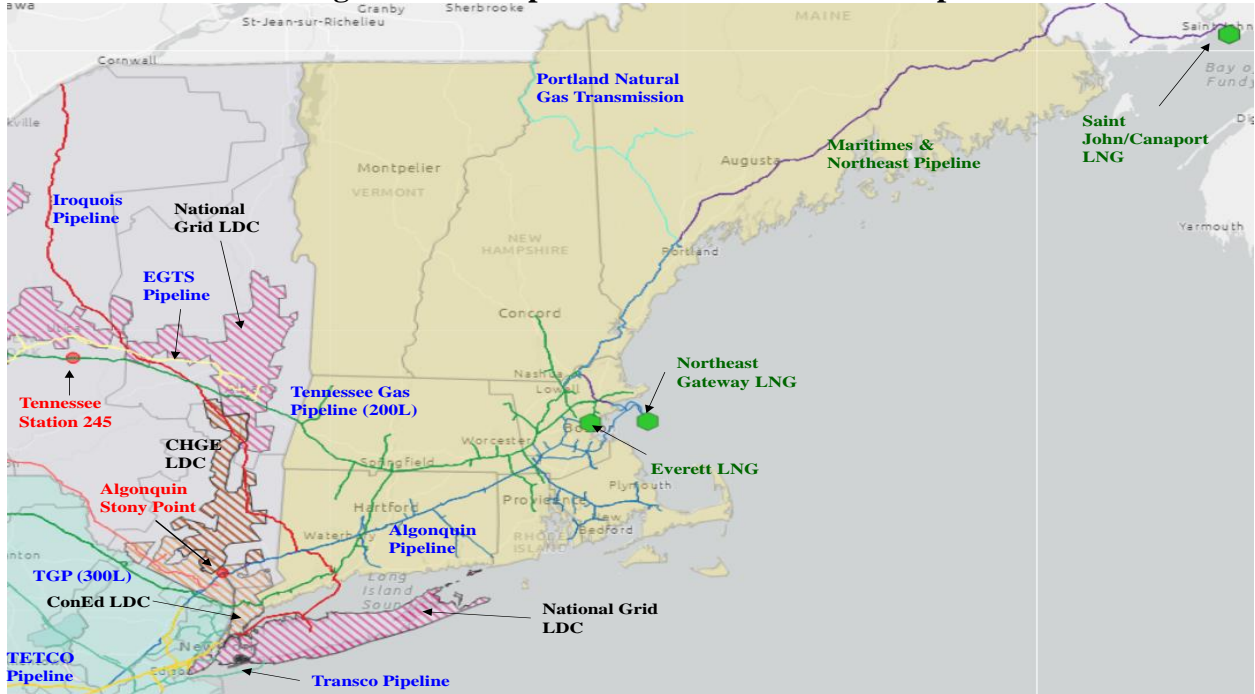 Granby
Sherbrooke
St-Jean-sur-Richelieu
MAINE
Cornwall
Portland Natural
Gas Transmission
Bay of
Fundy
Saint
John/Canaport
LNG
Montpelier
VERMONT
Augusta
Maritimes &
Northeast Pipeline
Iroquois
Pipeline
National
Grid LDC
Yarmouth
NEW
HAMPSHIRE
Portland
EGTS
Pipeline
Concord
Utica
Northeast
Gateway LNG
Nashua
Lowell
Tennessee Gas
Pipeline (200L)
Tennessee
Station 245
Boston
Worcester
CHGE
LDC
Springfield
Everett LNG
Plymouth
Algonquin
Stony Point
Hartford
Providence
New
Bedford
Waterbury
Algonquin
Pipeline
RHODE
ISLAND
TGP (300L)
Long
Island
Sound
ConEd LDC
National Grid
LDC
New York
TETCO
Pipeline
Edison
Transco Pipeline